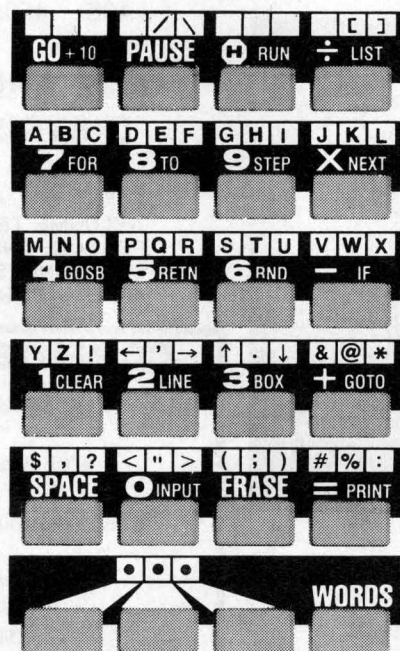 / \ [ ]
GO +10 PAUSE H RUN ÷ LIST
A B C D E F G H I J K L
7 FOR 8 TO 9 STEP X NEXT
M N O P Q R S T U V W X
4 GOSB 5 RETN 6 RND − IF
Y Z ! ← ' → ↑ . ↓ & @ *
1 CLEAR 2 LINE 3 BOX + GOTO
$ , ? < " > ( ; ) # % :
SPACE 0 INPUT ERASE = PRINT
WORDS